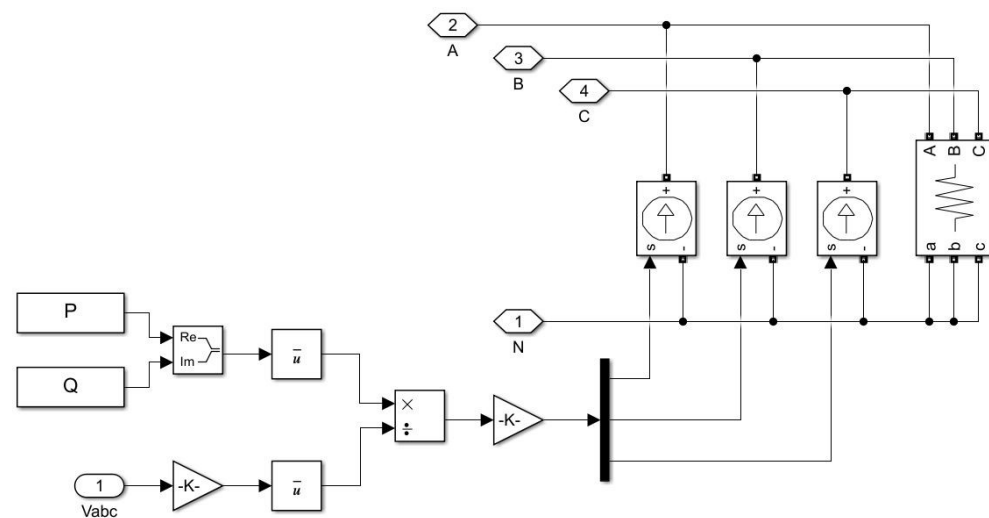 2
A
3
B
4
C
A B C
+ + +
s - s - s -
a b c
1
N
P
Q
Re
Im
u
×
÷
-K-
1
Vabc
-K-
u